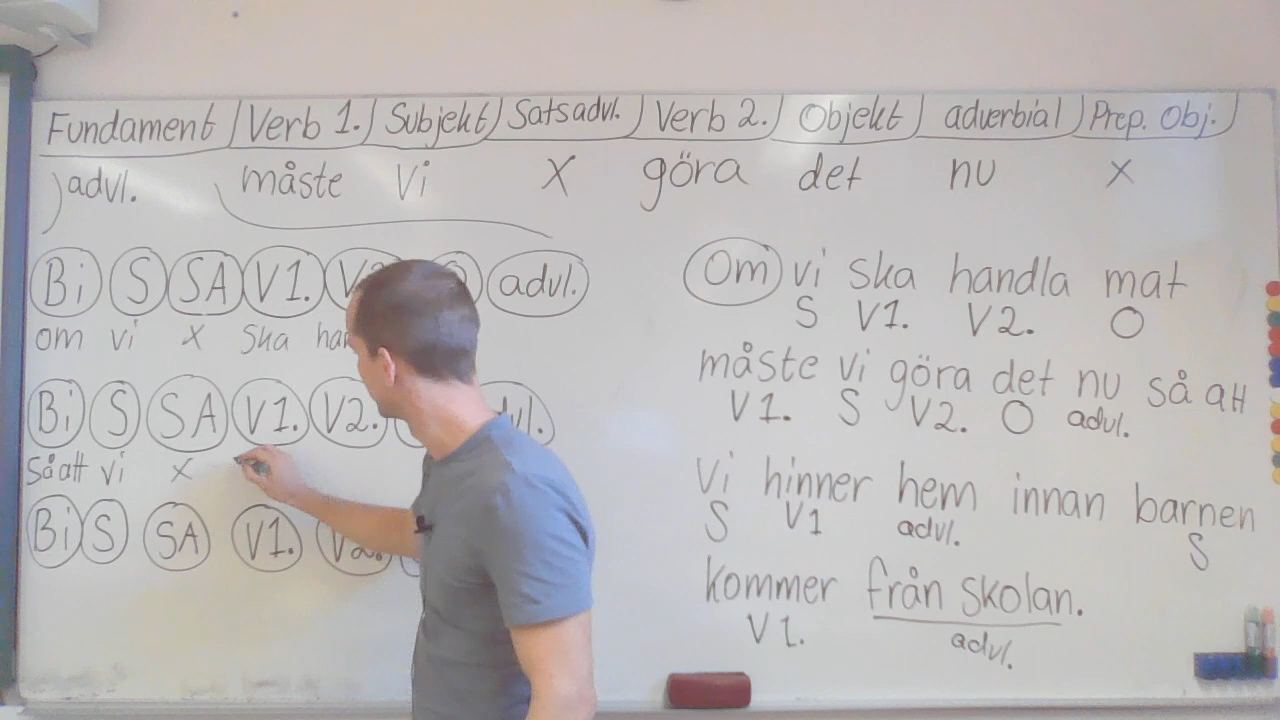 Fundament Verb 1. Subjekt Satsadvl. Verb 2. Objekt adverbial Prep. Obj.
advl. måste vi X göra det nu x
Bi S SA V1. advl.
om vi x ska
Bi S SA V1. V2.
Så att vi x
Bi S SA V1. V2.
Om vi ska handla mat
S V1. V2. O
måste vi göra det nu så att
V1. S V2. O advl.
vi hinner hem innan barnen
S V1 advl. S
kommer från skolan.
V1. advl.